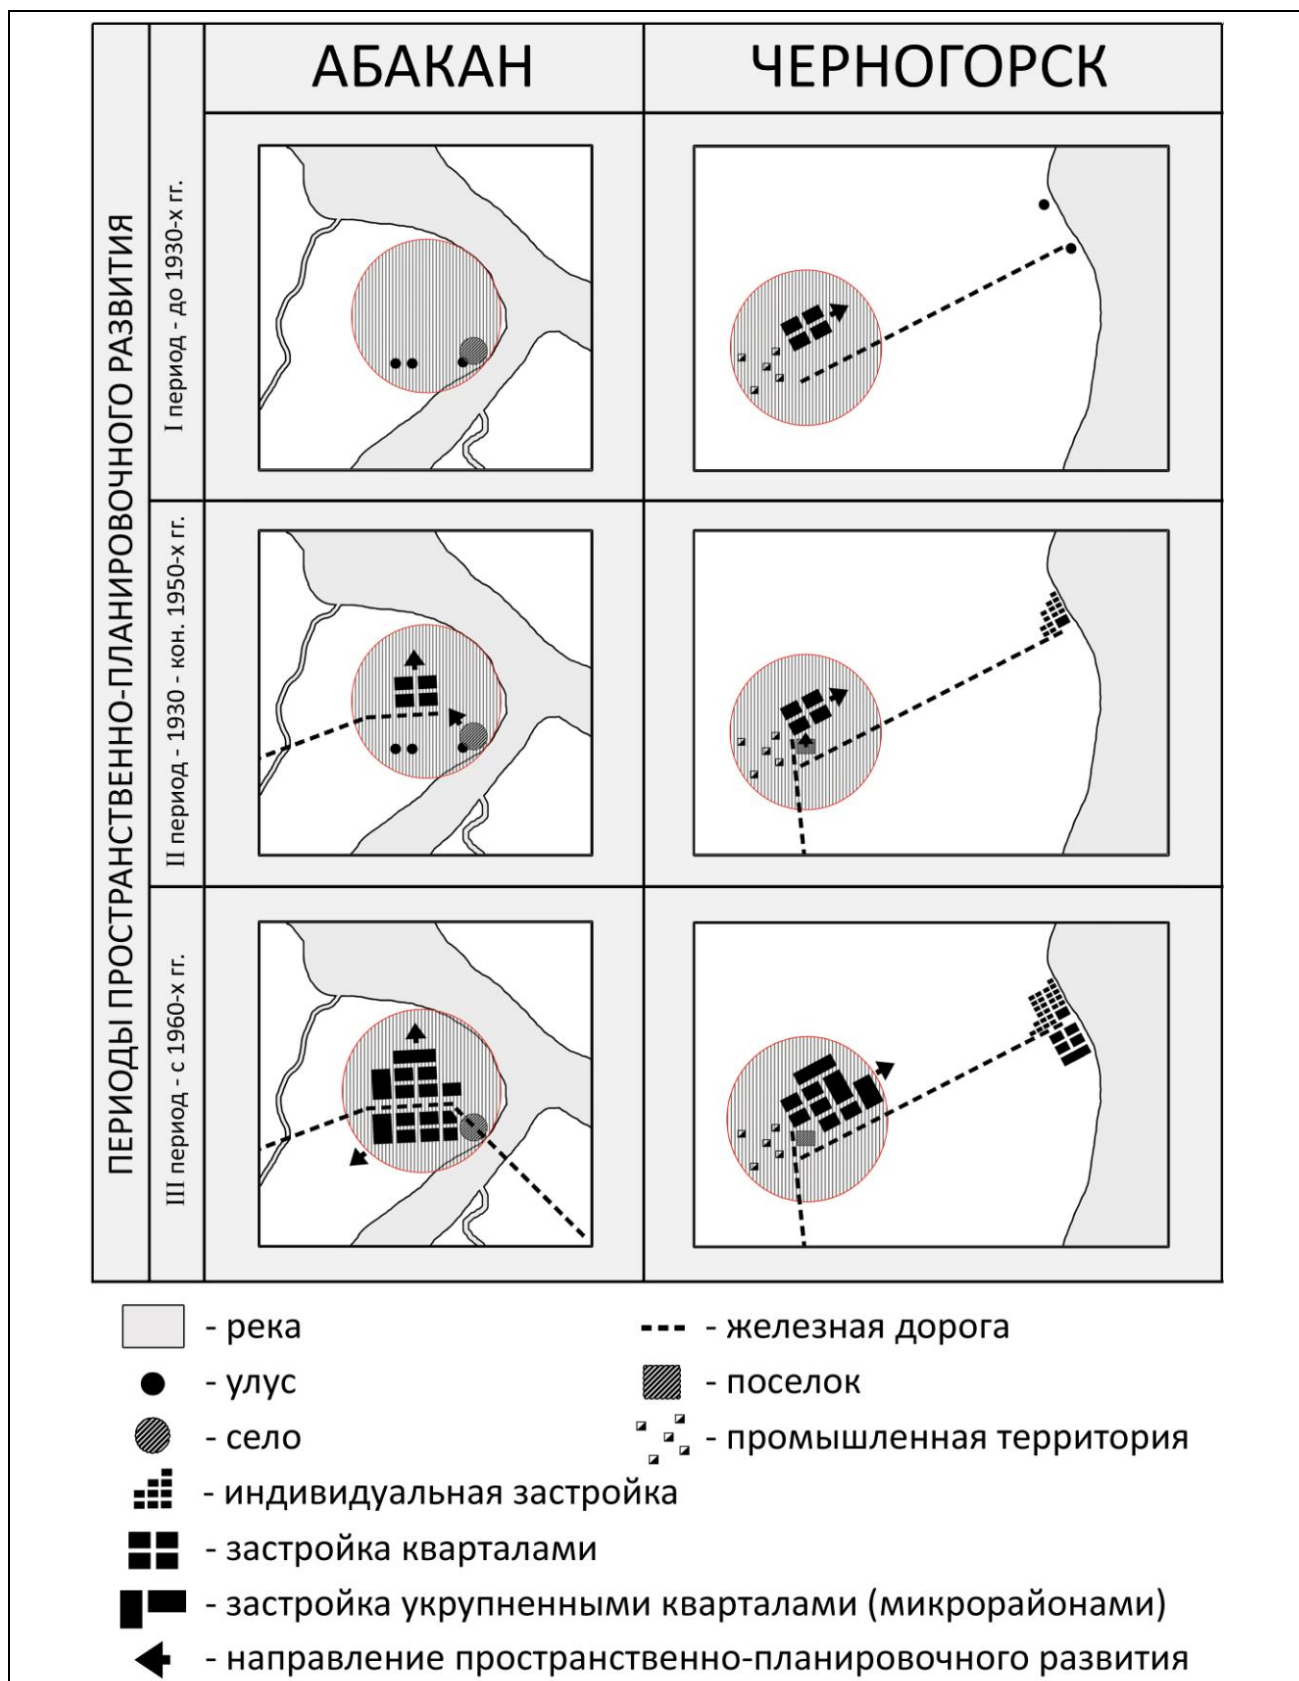 ПЕРИОДЫ ПРОСТРАНСТВЕННО-ПЛАНИРОВОЧНОГО РАЗВИТИЯ
АБАКАН
ЧЕРНОГОРСК
I период - до 1930-х гг.
II период - 1930 - кон. 1950-х гг.
III период - с 1960-х гг.
- река
- железная дорога
- улус
- поселок
- село
- промышленная территория
- индивидуальная застройка
- застройка кварталами
- застройка укрупненными кварталами (микрорайонами)
- направление пространственно-планировочного развития